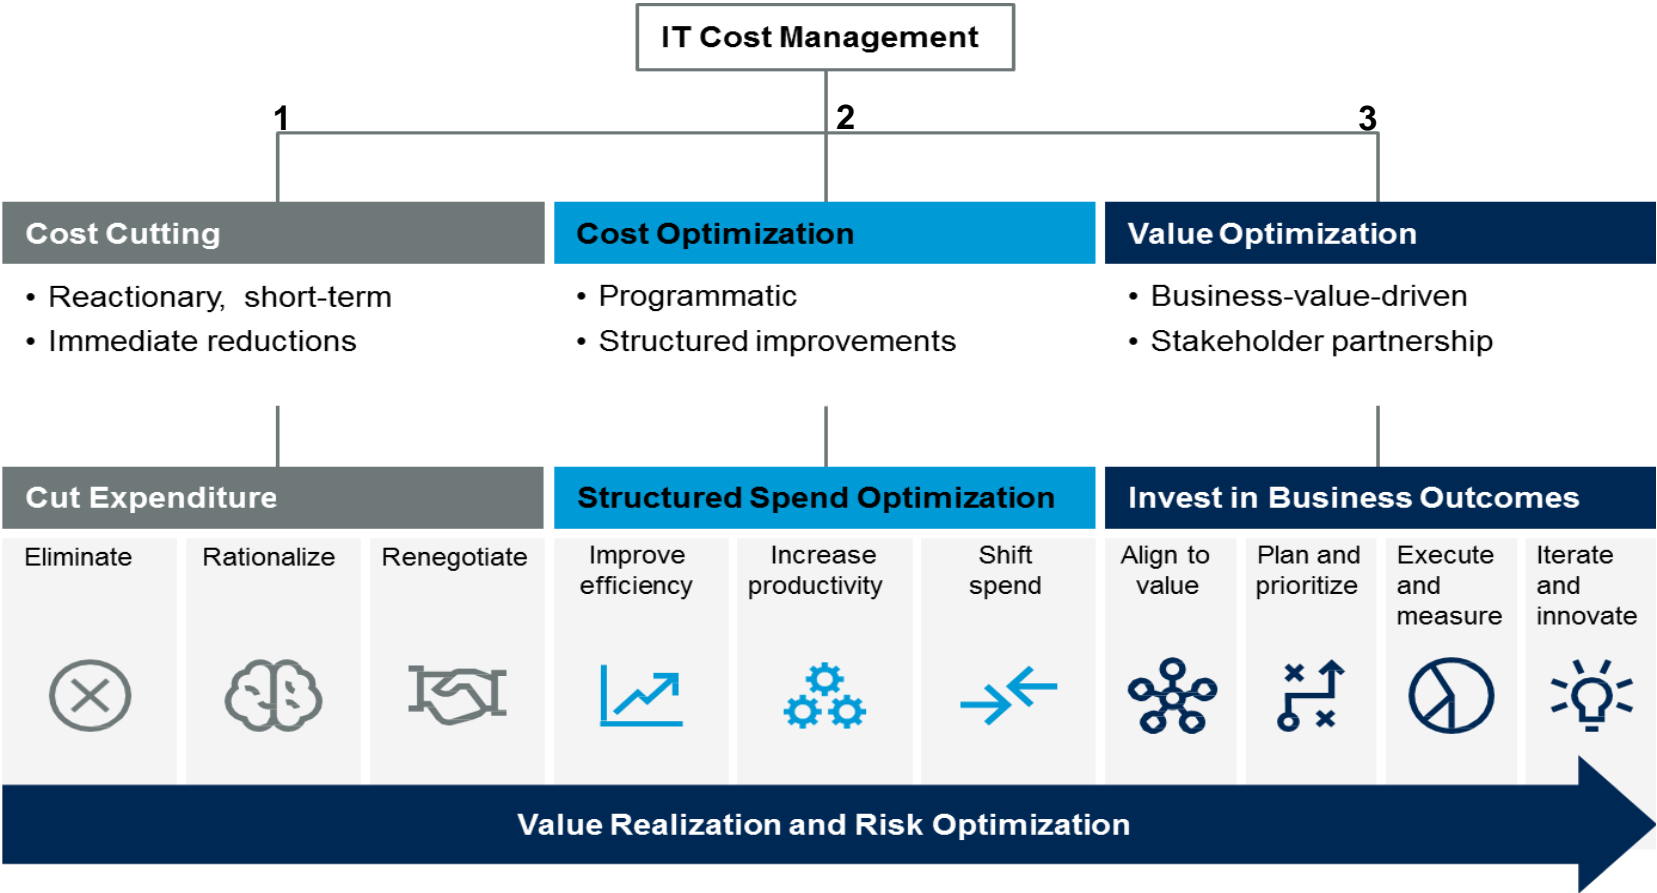 IT Cost Management
1
2
3
Cost Cutting
• Reactionary, short-term
• Immediate reductions
Cost Optimization
• Programmatic
• Structured improvements
Value Optimization
• Business-value-driven
• Stakeholder partnership
Cut Expenditure
Eliminate
Rationalize
Renegotiate
Structured Spend Optimization
Improve
efficiency
Increase
productivity
Shift
spend
Invest in Business Outcomes
Align to
value
Plan and
prioritize
Execute
and
measure
Iterate
and
innovate
Value Realization and Risk Optimization